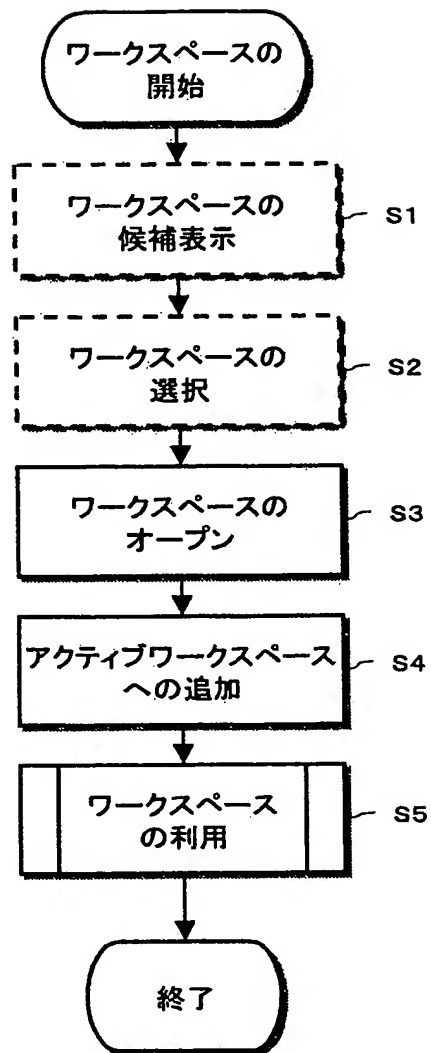 ワークスペースの
開始
ワークスペースの
候補表示
S1
ワークスペースの
選択
S2
ワークスペースの
オープン
S3
アクティブワークスペース
への追加
S4
ワークスペース
の利用
S5
終了